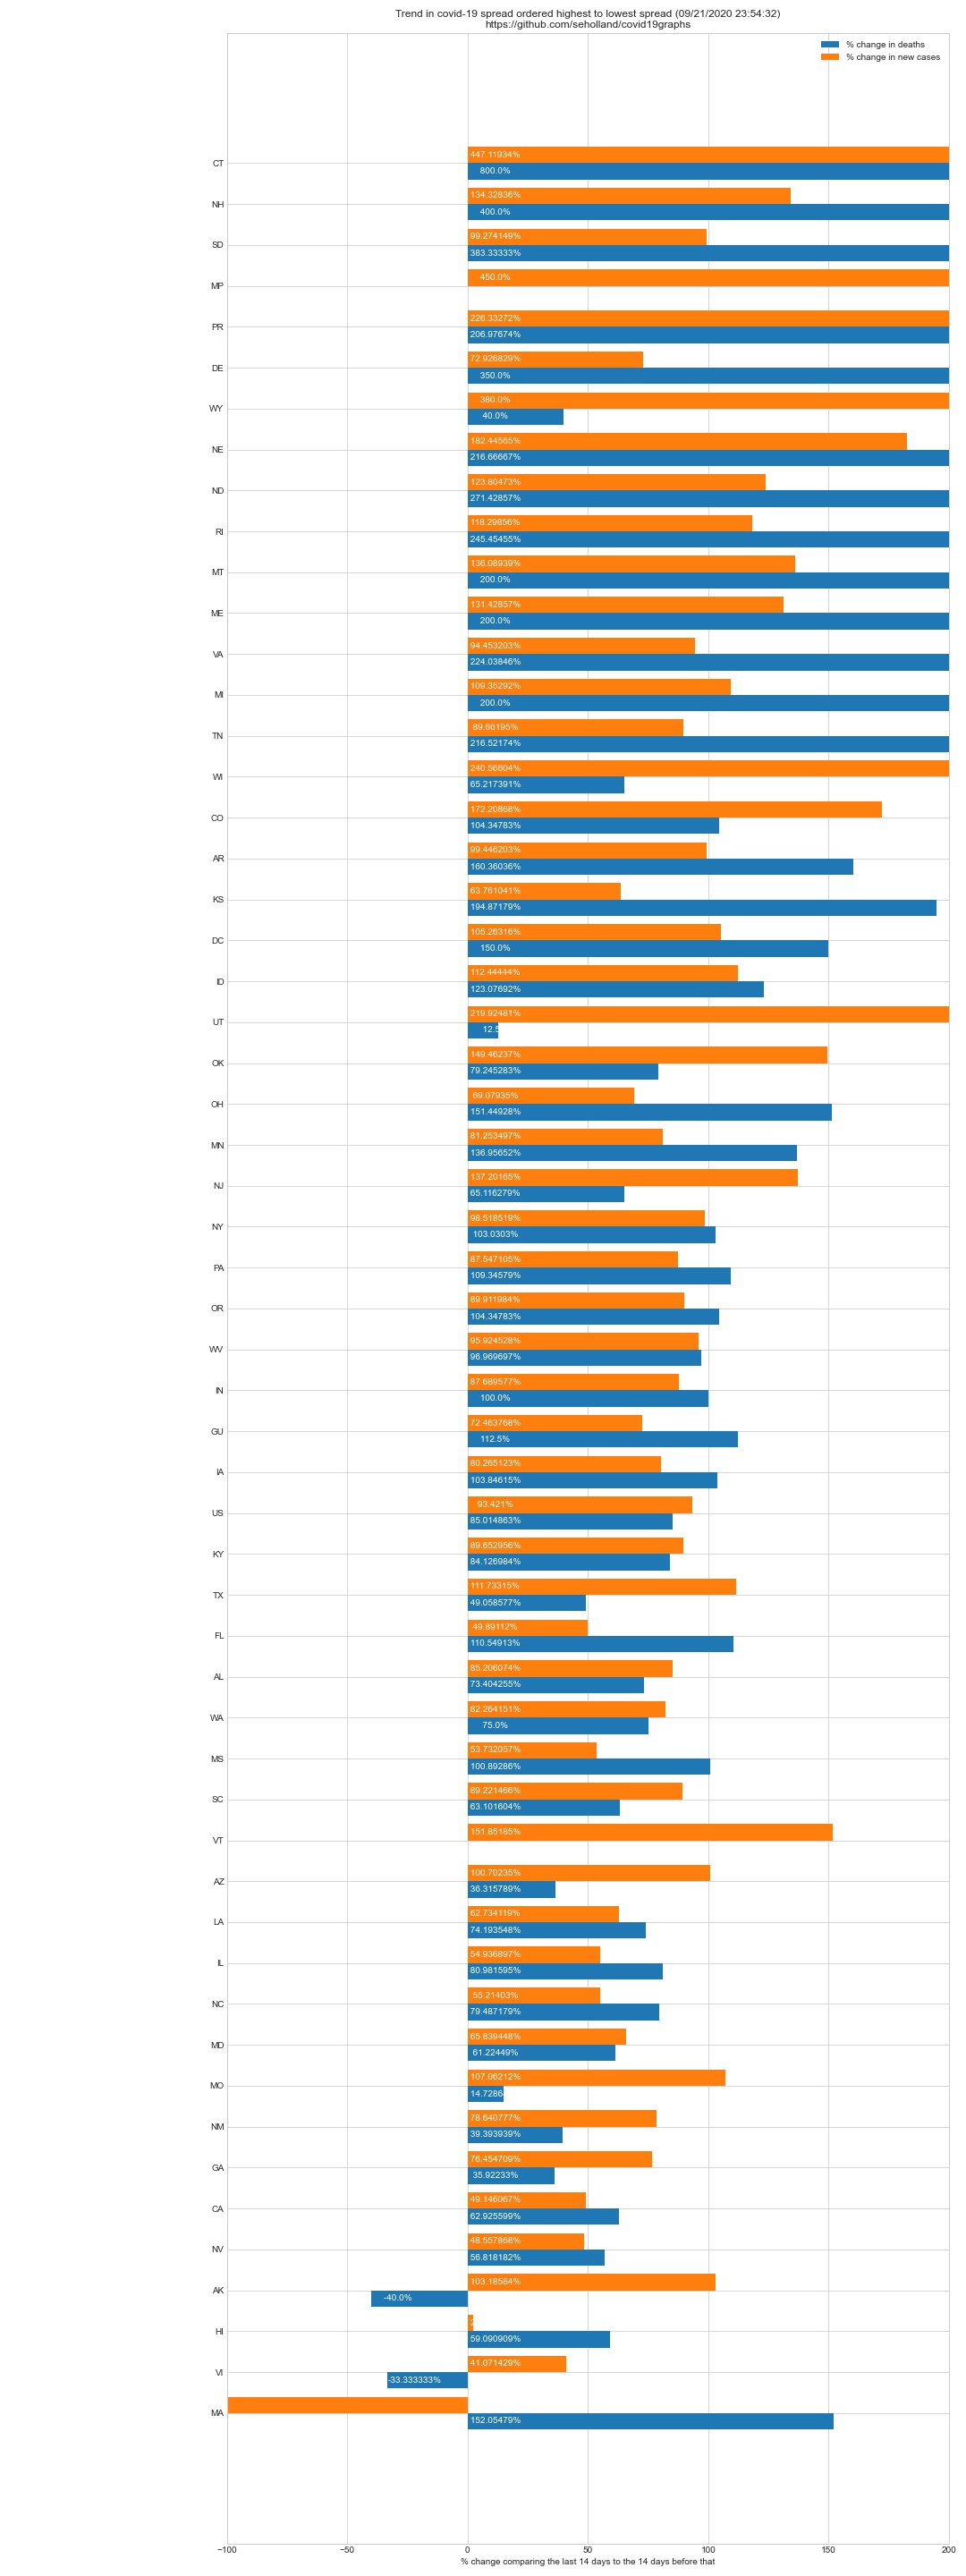 Trend in covid-19 spread ordered highest to lowest spread (09/21/2020 23:54:32)
https://github.com/seholland/covid19graphs
% change in deaths
% change in new cases
CT
447.11934%
800.0%
NH
134.32836%
400.0%
SD
99.274149%
383.33333%
MP
450.0%
PR
226.33272%
206.97674%
DE
72.926829%
350.0%
WY
380.0%
40.0%
NE
182.44565%
216.66667%
ND
123.80473%
271.42857%
RI
118.29856%
245.45455%
MT
136.08939%
200.0%
ME
131.42857%
200.0%
VA
94.453203%
224.03846%
MI
109.35292%
200.0%
TN
89.66195%
216.52174%
WI
240.56604%
65.217391%
CO
172.20868%
104.34783%
AR
99.446203%
160.36036%
KS
63.761041%
194.87179%
DC
105.26316%
150.0%
ID
112.44444%
123.07692%
UT
219.92481%
12.5
OK
149.46237%
79.245283%
OH
69.07935%
151.44928%
MN
81.253497%
136.95652%
NJ
137.20165%
65.116279%
NY
98.518519%
103.0303%
PA
87.547105%
109.34579%
OR
89.911984%
104.34783%
WV
95.924528%
96.969697%
IN
87.689577%
100.0%
GU
72.463768%
112.5%
IA
80.265123%
103.84615%
US
93.421%
85.014863%
KY
89.652956%
84.126984%
TX
111.73315%
49.058577%
FL
49.89112%
110.54913%
AL
85.206074%
73.404255%
WA
82.264151%
75.0%
MS
53.732057%
100.89286%
SC
89.221466%
63.101604%
VT
151.85185%
AZ
100.70235%
36.315789%
LA
62.734119%
74.193548%
IL
54.936897%
80.981595%
NC
55.21403%
79.487179%
MD
65.839448%
61.22449%
MO
107.06212%
14.7286
NM
78.640777%
39.393939%
GA
76.454709%
35.92233%
CA
49.146067%
62.925599%
NV
48.557868%
56.818182%
AK
103.18584%
-40.0%
HI
59.090909%
VI
41.071429%
-33.333333%
MA
152.05479%
−100 −50 0 50 100 150 200
% change comparing the last 14 days to the 14 days before that